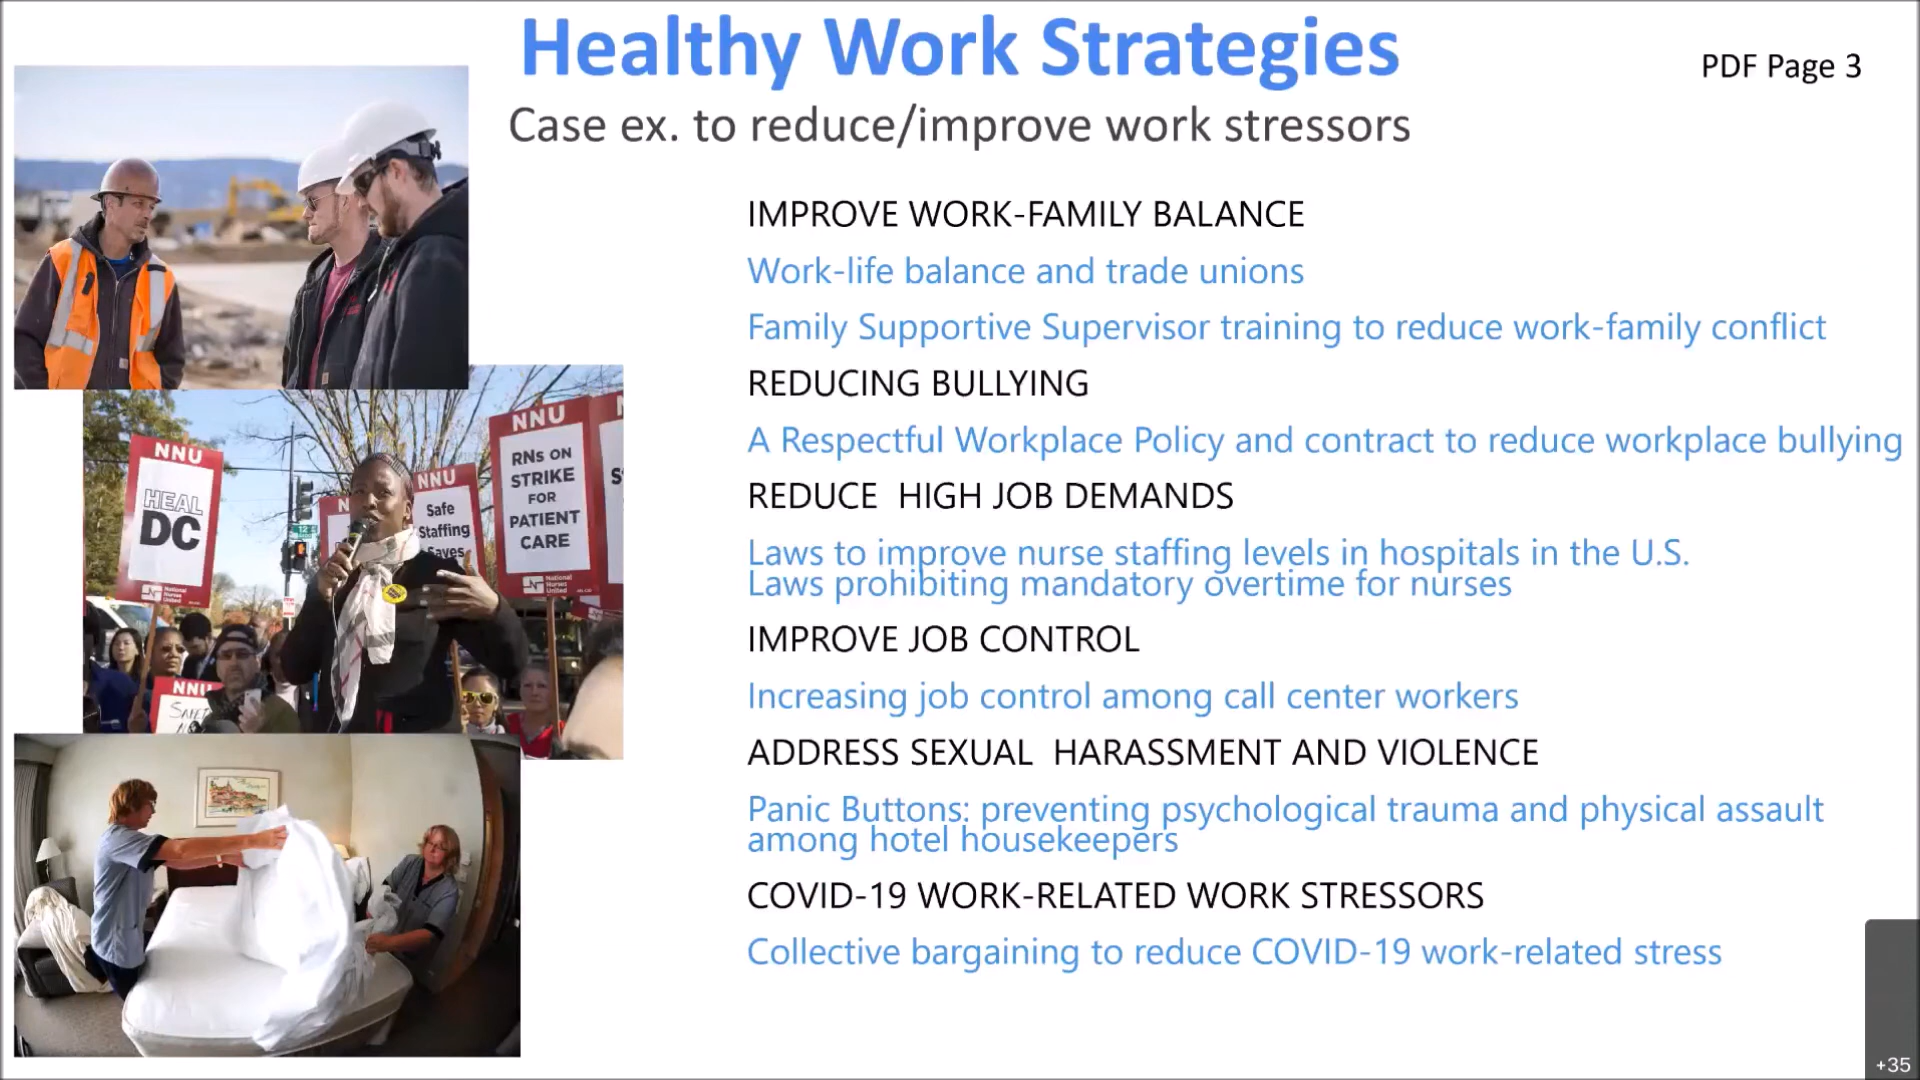 Healthy Work Strategies
PDF Page 3
Case ex. to reduce/improve work stressors
IMPROVE WORK-FAMILY BALANCE
Work-life balance and trade unions
Family Supportive Supervisor training to reduce work-family conflict
REDUCING BULLYING
A Respectful Workplace Policy and contract to reduce workplace bullying
REDUCE  HIGH JOB DEMANDS
Laws to improve nurse staffing levels in hospitals in the U.S.
Laws prohibiting mandatory overtime for nurses
IMPROVE JOB CONTROL
Increasing job control among call center workers
ADDRESS SEXUAL  HARASSMENT AND VIOLENCE
Panic Buttons: preventing psychological trauma and physical assault
among hotel housekeepers
COVID-19 WORK-RELATED WORK STRESSORS
Collective bargaining to reduce COVID-19 work-related stress
NNU
HEAL
DC
National
Nurses
United
NNU
Safe
Staffing
Saves
NNU
RNs ON
STRIKE
FOR
PATIENT
CARE
National
Nurses
United
NNU
+35